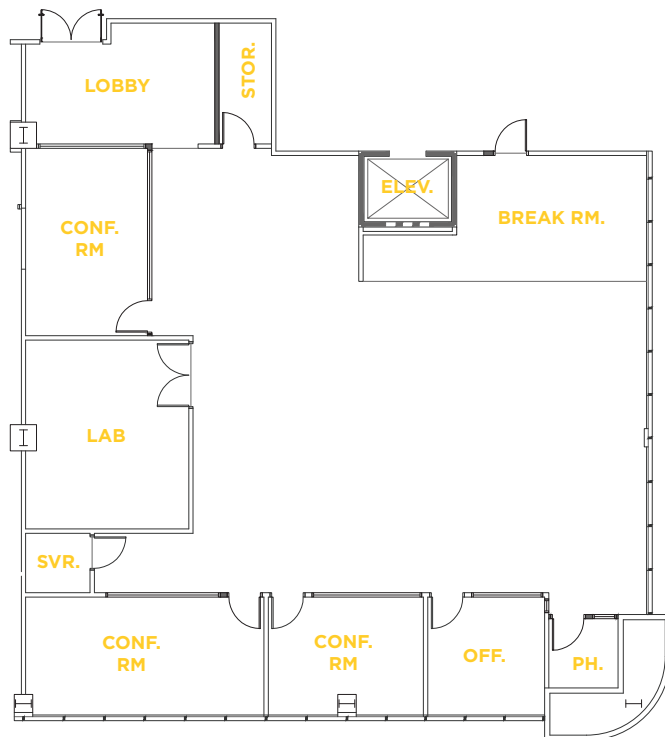 LOBBY
STOR.
ELEV.
BREAK RM.
CONF.
RM
LAB
SVR.
CONF.
RM
CONF.
RM
OFF.
PH.